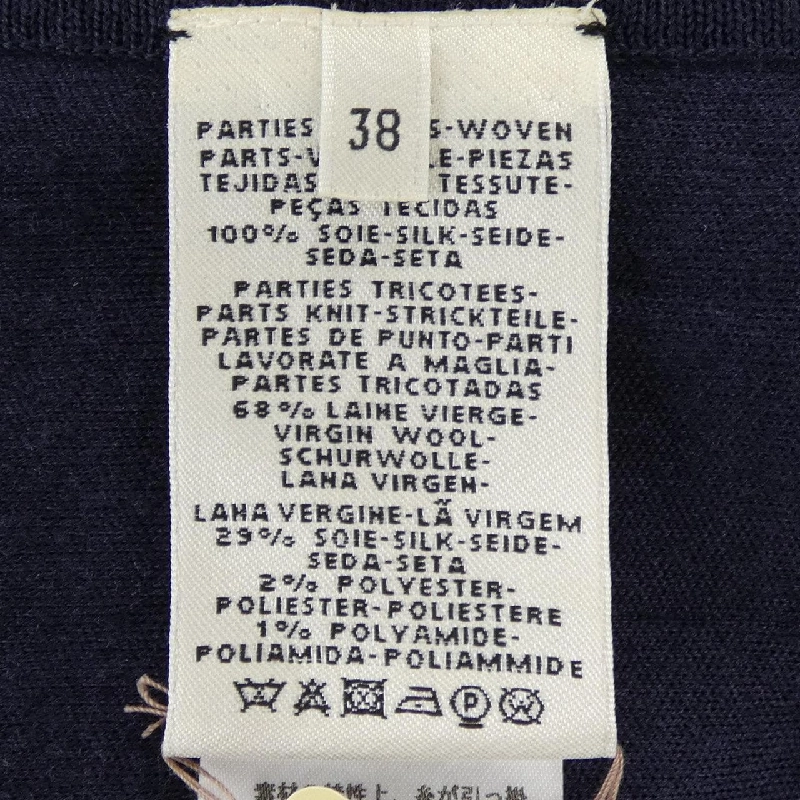 38
PARTIES S-WOVEN
PARTS-V LE-PIEZAS
TEJIDAS TESSUTE-
PEÇAS TECIDAS
100% SOIE-SILK-SEIDE-
SEDA-SETA
PARTIES TRICOTEES-
PARTS KNIT-STRICKTEILE-
PARTES DE PUNTO-PARTI
LAVORATE A MAGLIA-
PARTES TRICOTADAS
68% LAINE VIERGE-
VIRGIN WOOL-
SCHURWOLLE-
LANA VIRGEN-
LANA VERGINE-LÃ VIRGEM
29% SOIE-SILK-SEIDE-
SEDA-SETA
2% POLYESTER-
POLIESTER-POLIESTERE
1% POLYAMIDE-
POLIAMIDA-POLIAMMIDE
P W